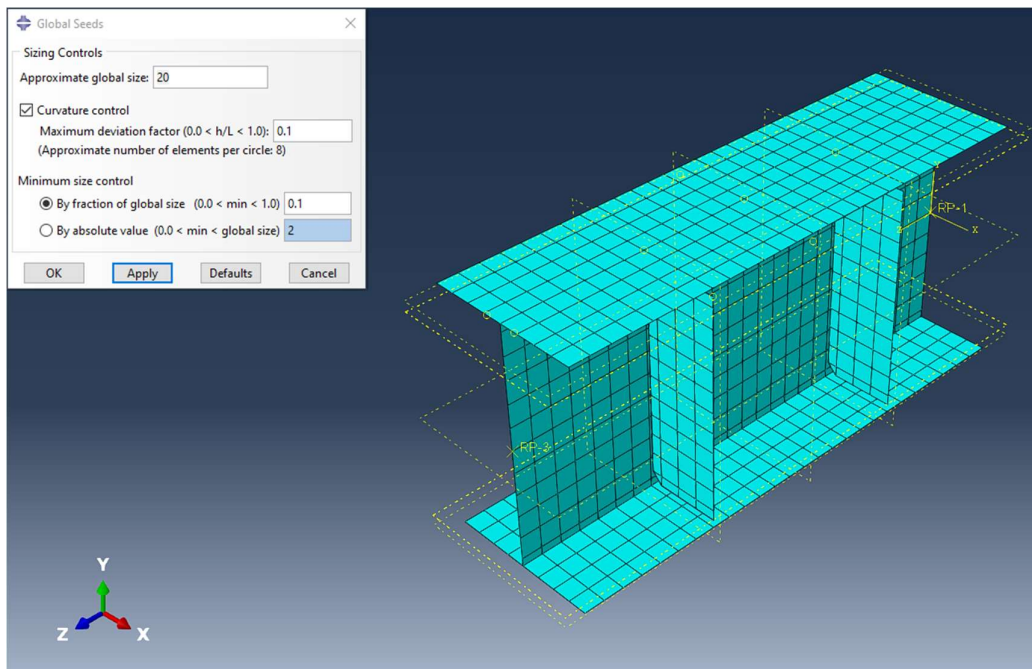 Global Seeds
Sizing Controls
Approximate global size: 20
Curvature control
Maximum deviation factor (0.0 < h/L < 1.0): 0.1
(Approximate number of elements per circle: 8)
Minimum size control
By fraction of global size (0.0 < min < 1.0) 0.1
By absolute value (0.0 < min < global size) 2
OK Apply Defaults Cancel
Y
RP-1
Z X
RP-3
Y
Z X